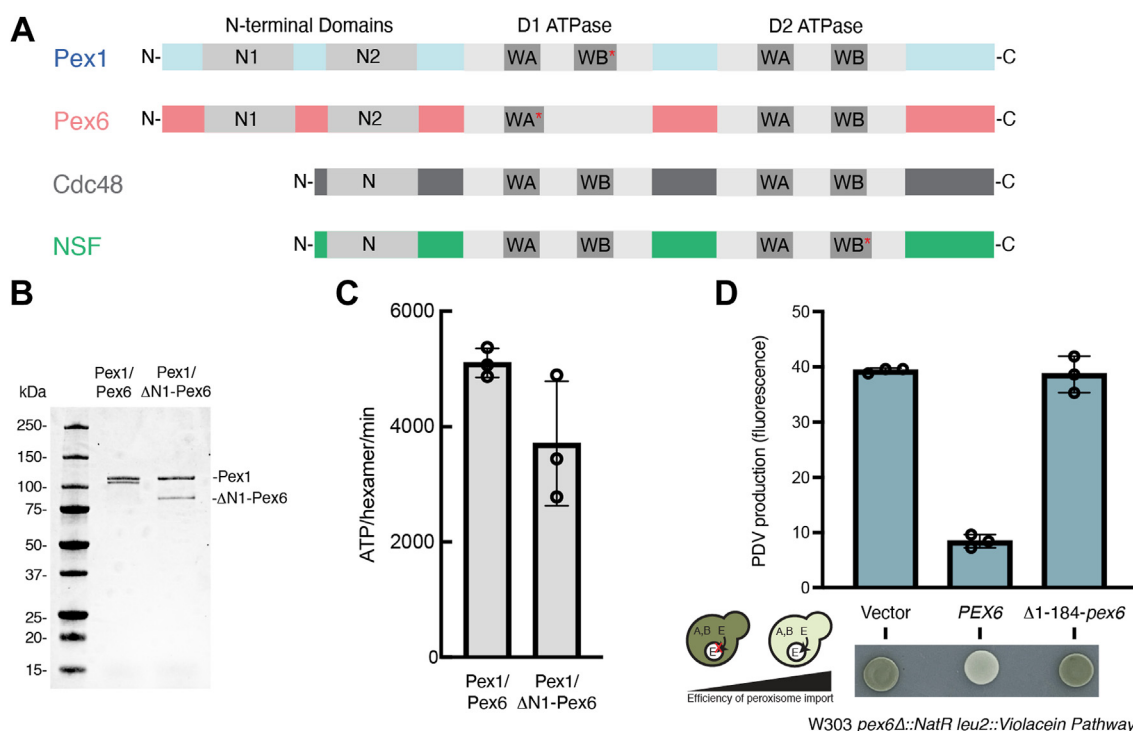 A
N-terminal Domains D1 ATPase D2 ATPase
Pex1 N- N1 N2 WA WB* WA WB -C
Pex6 N- N1 N2 WA* WA WB -C
Cdc48 N- N WA WB WA WB -C
NSF N- N WA WB WA WB* -C
B
kDa
Pex1/
Pex6
Pex1/
ΔN1-Pex6
250-
150-
100-
75-
50-
37-
25-
20-
15-
-Pex1
-ΔN1-Pex6
C
ATP/hexamer/min
6000
4000
2000
0
Pex1/
Pex6
Pex1/
ΔN1-Pex6
D
PDV production (fluorescence)
50
40
30
20
10
0
Vector PEX6 Δ1-184-pex6
A,B E
E
A,B E
E
Efficiency of peroxisome import
W303 pex6Δ::NatR leu2::Violacein Pathway